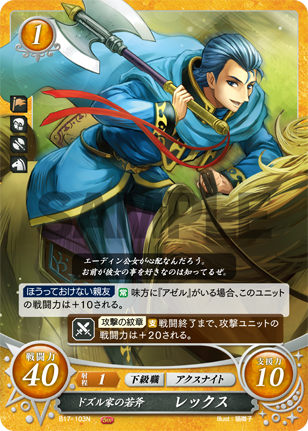 1
SAMPLE
エーディン公女が心配なんだろう。
お前が彼女の事を好きなのは知ってるぜ。
ほうっておけない親友 常 味方に『アゼル』がいる場合、このユニット
の戦闘力は+10される。
攻撃の紋章 支 戦闘終了まで、攻撃ユニットの
戦闘力は+20される。
戦闘力
40
射程 1 下級職 アクスナイト
支援力
10
ドズル家の若斧 レックス
B17-103N